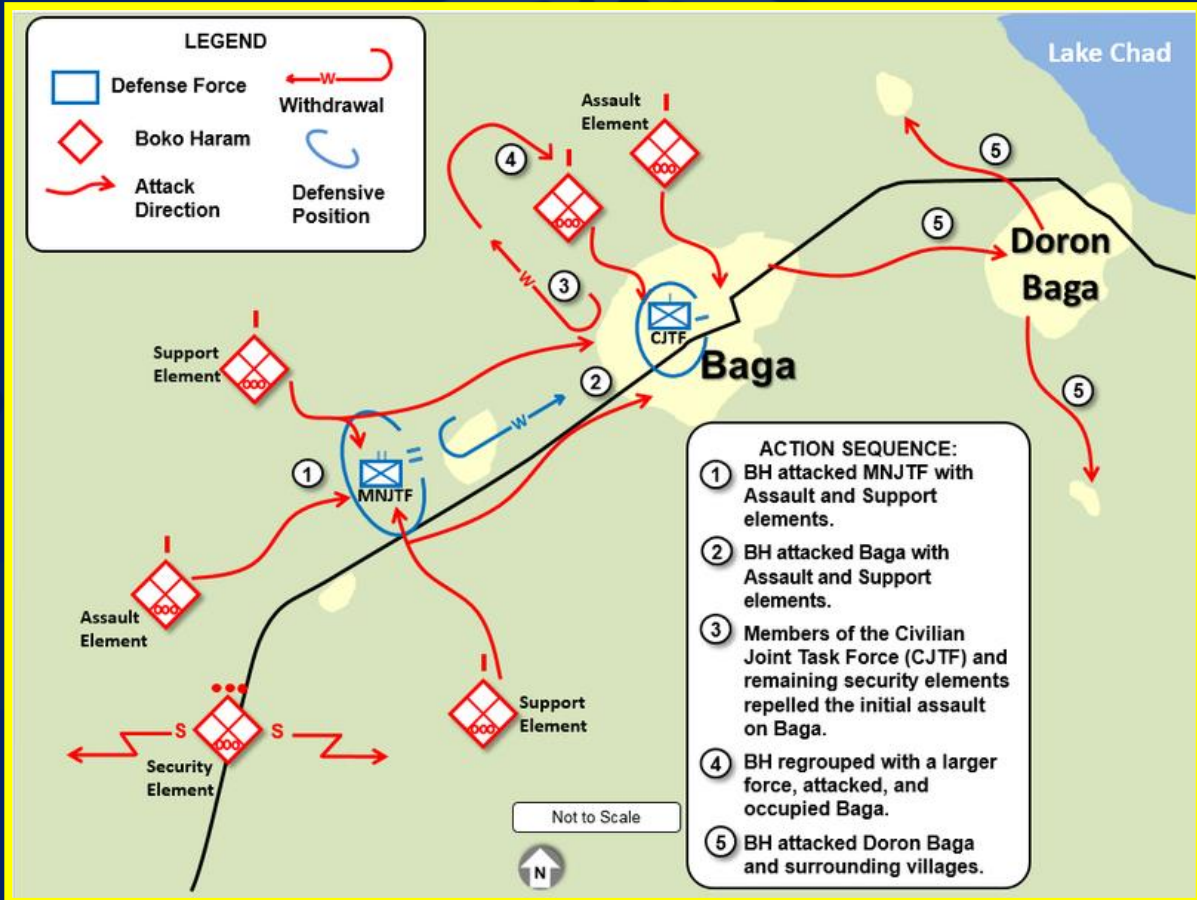 LEGEND
Defense Force
Withdrawal
W
Boko Haram
Attack
Direction
Defensive
Position
Lake Chad
Assault
Element
4
5
5
Doron
Baga
W
3
CJTF
Baga
Support
Element
2
W
5
1
MNJTF
Assault
Element
Support
Element
S
S
Security
Element
ACTION SEQUENCE:
1 BH attacked MNJTF with
Assault and Support
elements.
2 BH attacked Baga with
Assault and Support
elements.
3 Members of the Civilian
Joint Task Force (CJTF) and
remaining security elements
repelled the initial assault
on Baga.
4 BH regrouped with a larger
force, attacked, and
occupied Baga.
5 BH attacked Doron Baga
and surrounding villages.
Not to Scale
N